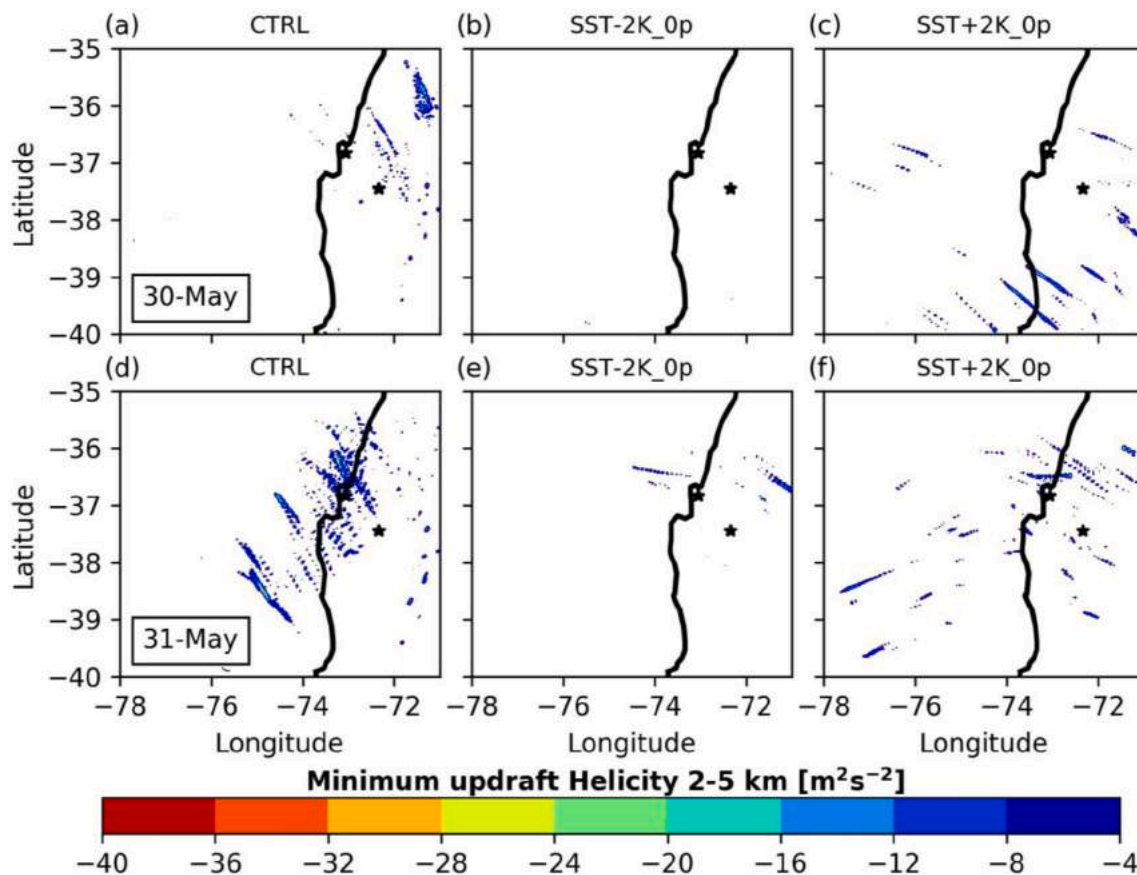 (a) CTRL (b) SST-2K_0p (c) SST+2K_0p
−35
−36
−37
−38
−39
−40
Latitude
30-May
(d) CTRL (e) SST-2K_0p (f) SST+2K_0p
−35
−36
−37
−38
−39
−40
Latitude
31-May
−78 −76 −74 −72 −78 −76 −74 −72 −78 −76 −74 −72
Longitude Longitude Longitude
Minimum updraft Helicity 2-5 km [m²s⁻²]
−40 −36 −32 −28 −24 −20 −16 −12 −8 −4